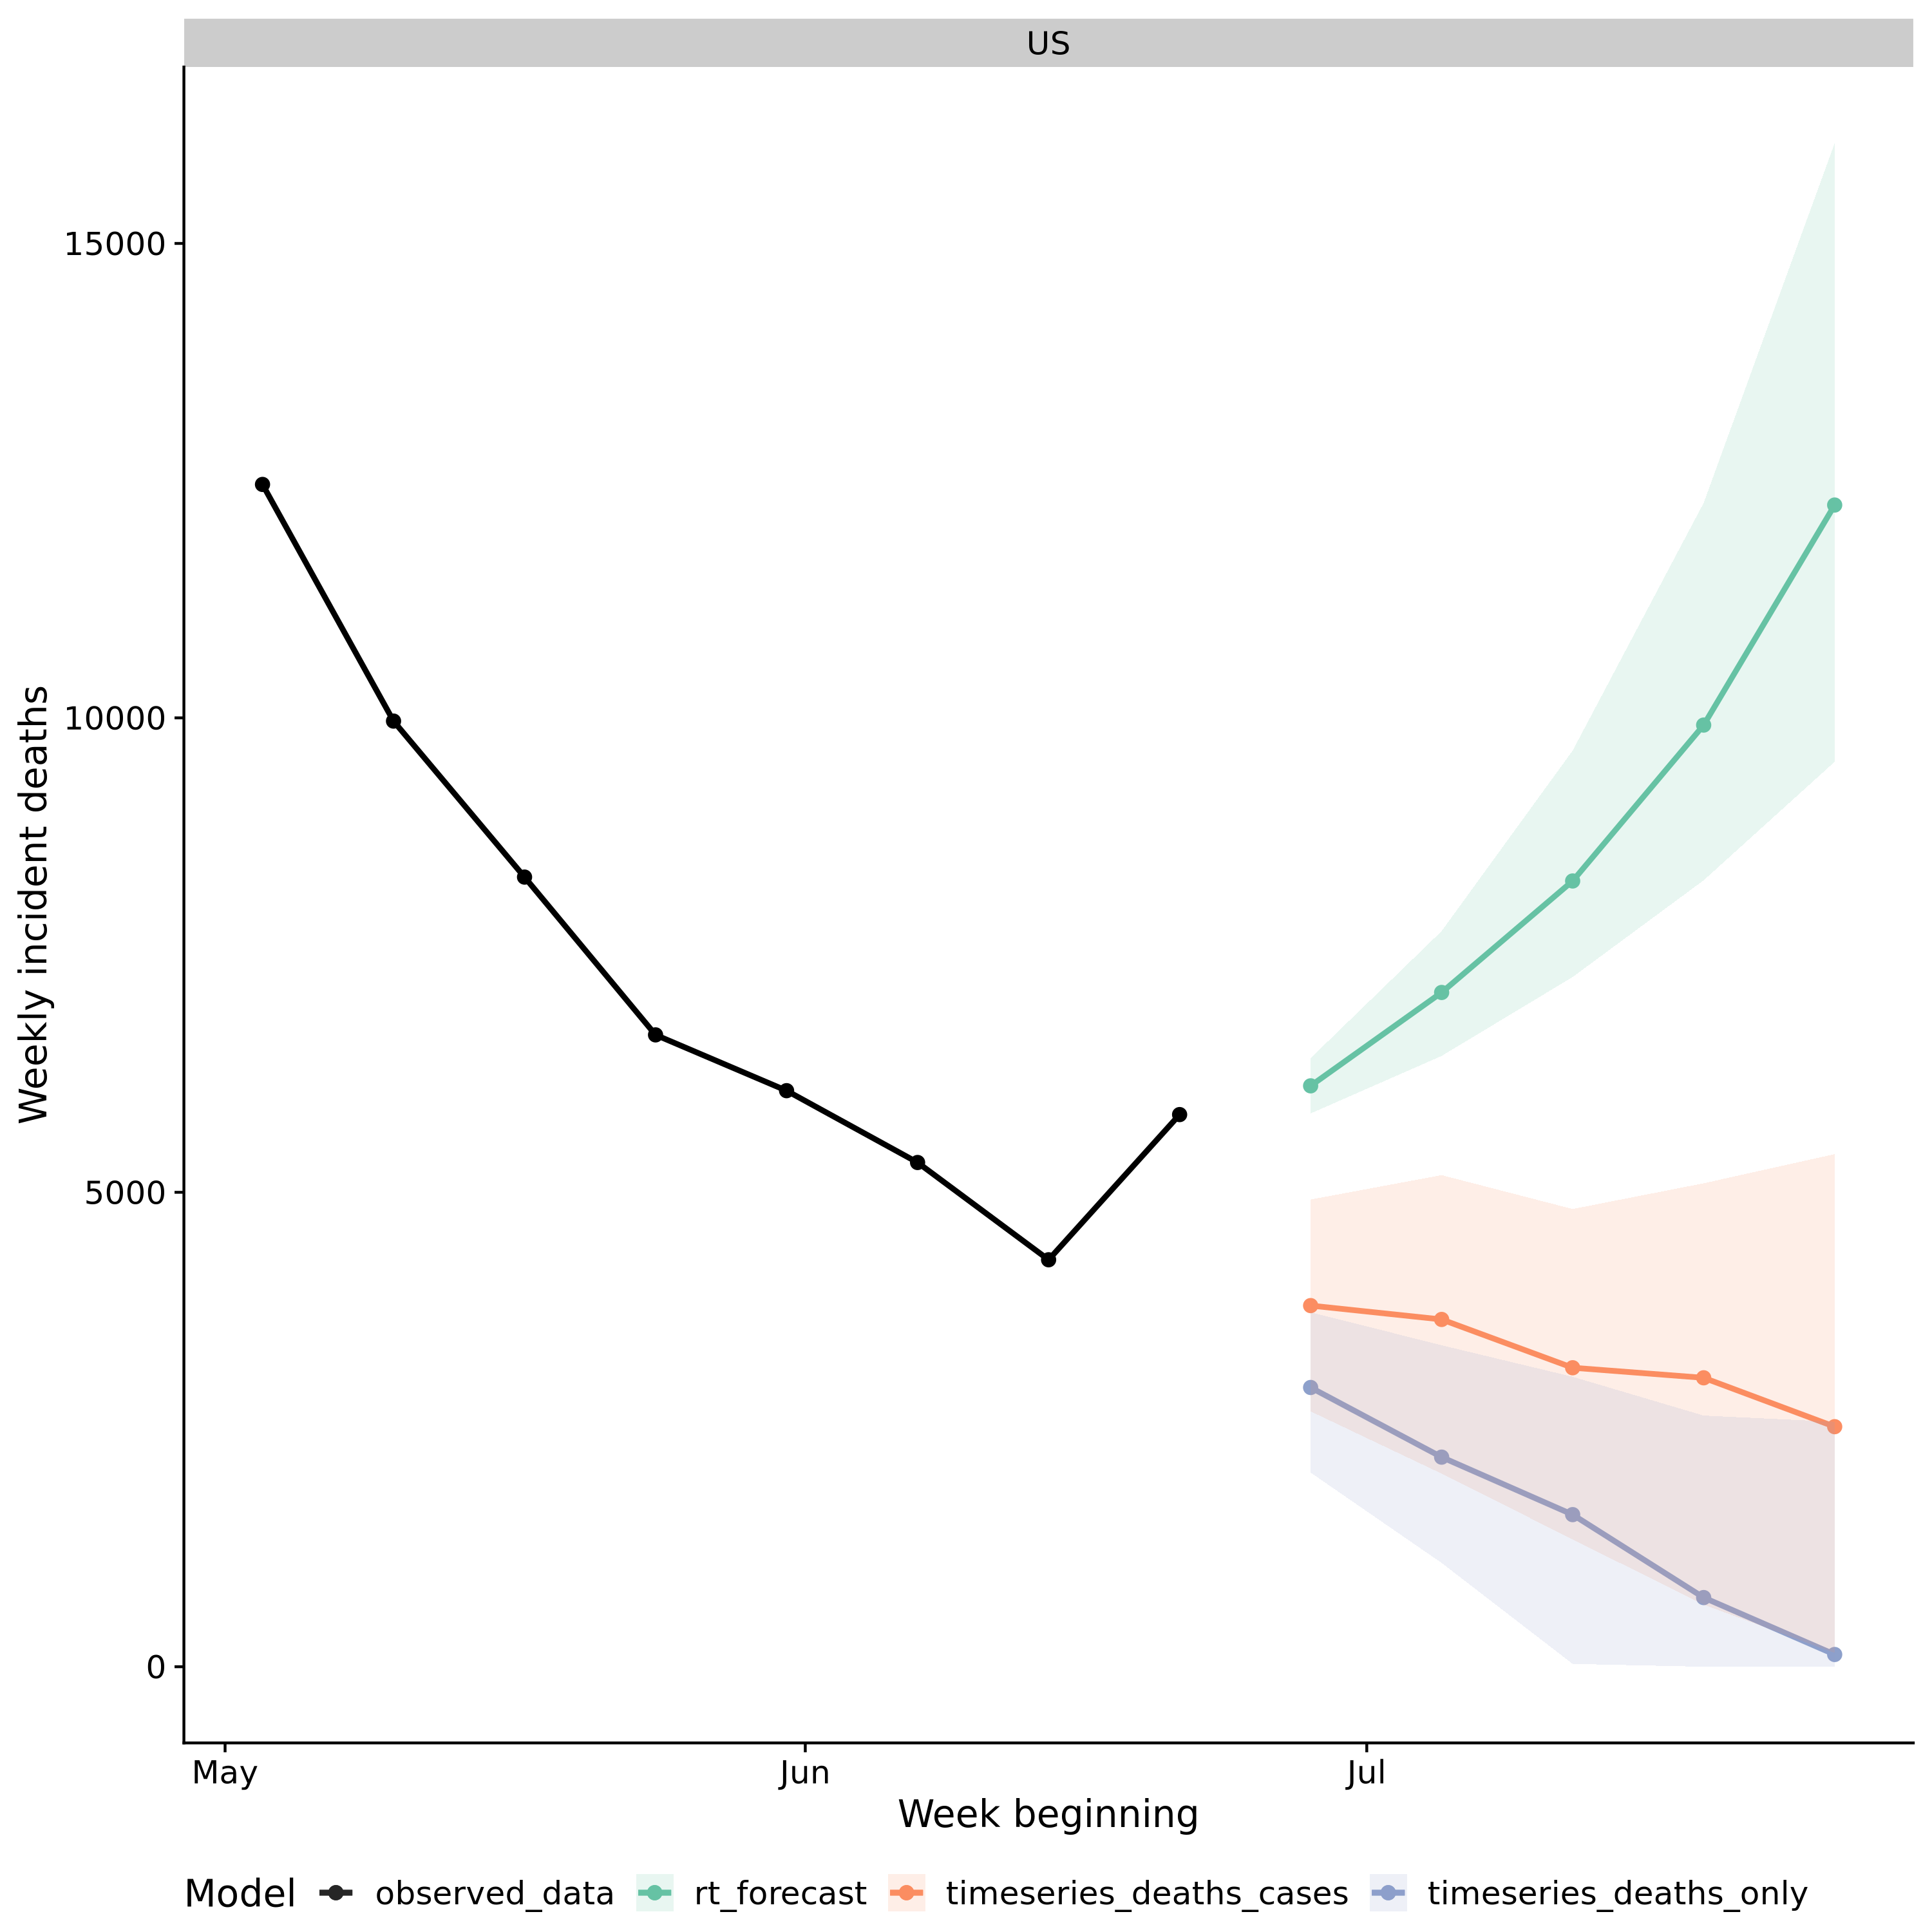 US
15000
10000
5000
0
Weekly incident deaths
May Jun Jul
Week beginning
Model observed_data rt_forecast timeseries_deaths_cases timeseries_deaths_only